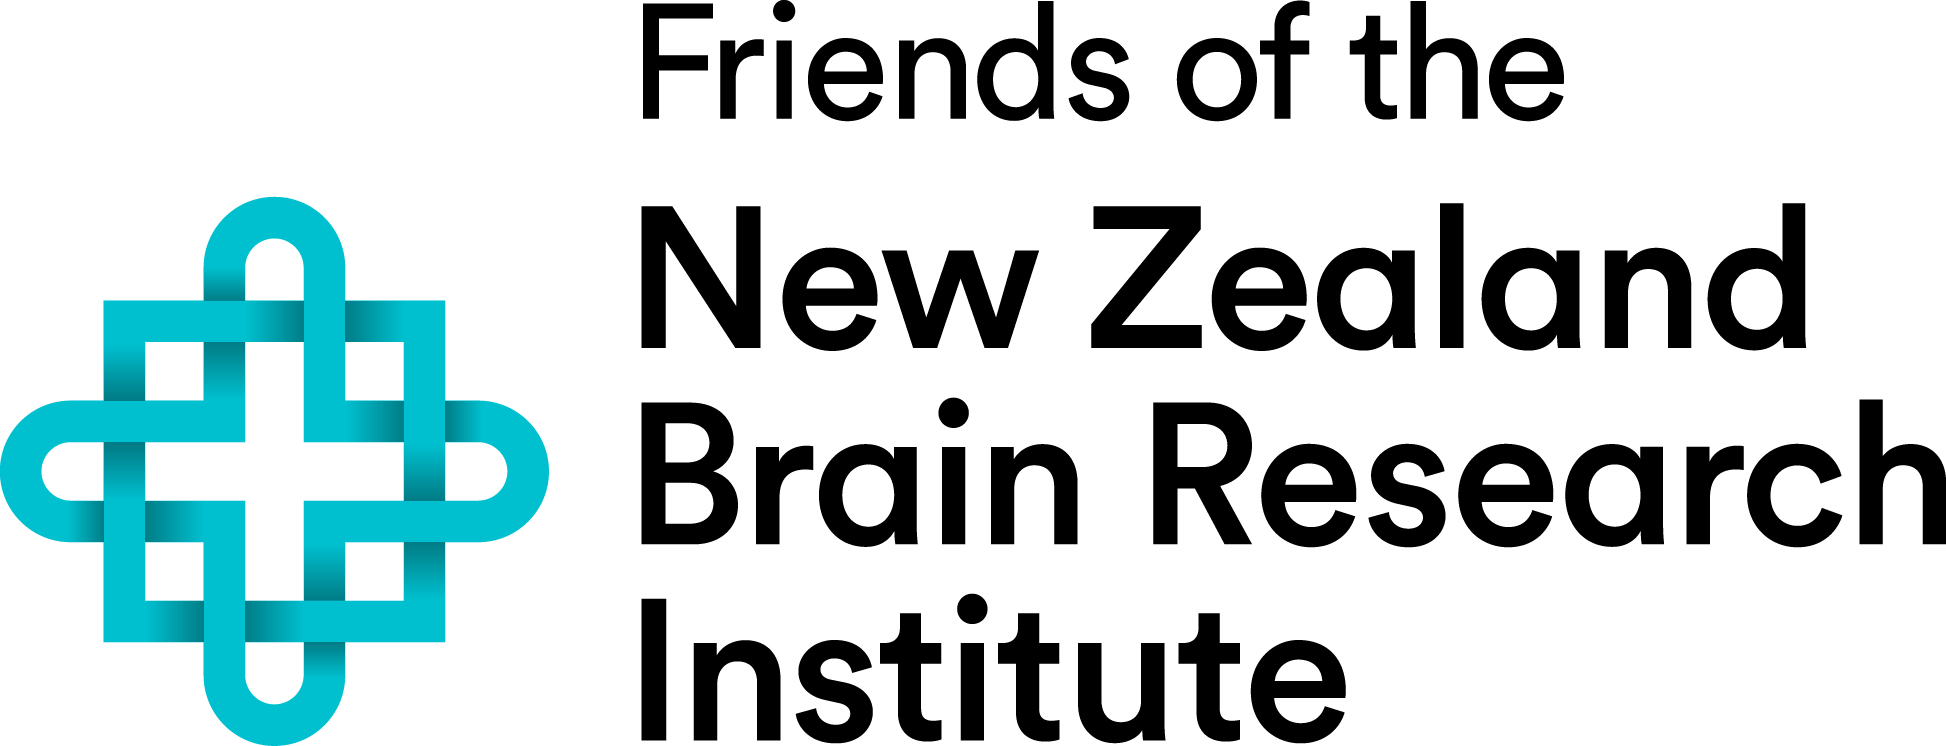 Friends of the
New Zealand
Brain Research
Institute